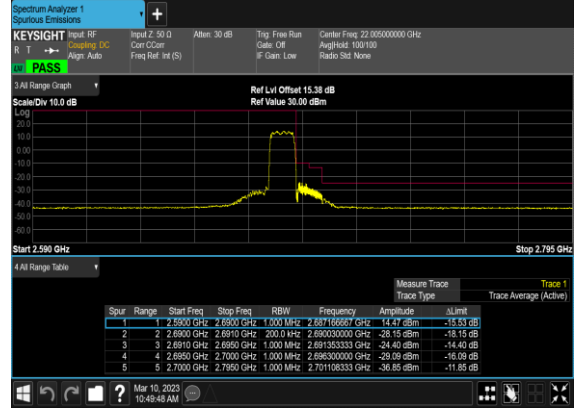 Spectrum Analyzer 1
Spurious Emissions
+
KEYSIGHT Input: RF Input Z: 50 Ω Atten: 30 dB Trig: Free Run Center Freq: 22.005000000 GHz
R T Coupling: DC Corr CCorr Gate: Off Avg|Hold: 100/100
Align: Auto Freq Ref: Int (S) IF Gain: Low Radio Std: None
LW PASS
3 All Range Graph
Ref Lvl Offset 15.38 dB
Scale/Div 10.0 dB Ref Value 30.00 dBm
Log
20.0
10.0
0.00
-10.0
-20.0
-30.0
-40.0
-50.0
-60.0
Start 2.590 GHz Stop 2.795 GHz
4 All Range Table
Measure Trace Trace 1
Trace Type Trace Average (Active)
Spur Range Start Freq Stop Freq RBW Frequency Amplitude ΔLimit
1 1 2.5900 GHz 2.6900 GHz 1.000 MHz 2.687166667 GHz 14.47 dBm -15.53 dB
2 2 2.6900 GHz 2.6910 GHz 200.0 kHz 2.690030000 GHz -28.15 dBm -18.15 dB
3 3 2.6910 GHz 2.6950 GHz 1.000 MHz 2.691353333 GHz -24.40 dBm -14.40 dB
4 4 2.6950 GHz 2.7000 GHz 1.000 MHz 2.696300000 GHz -29.09 dBm -16.09 dB
5 5 2.7000 GHz 2.7950 GHz 1.000 MHz 2.701108333 GHz -36.85 dBm -11.85 dB
? Mar 10, 2023
10:49:48 AM